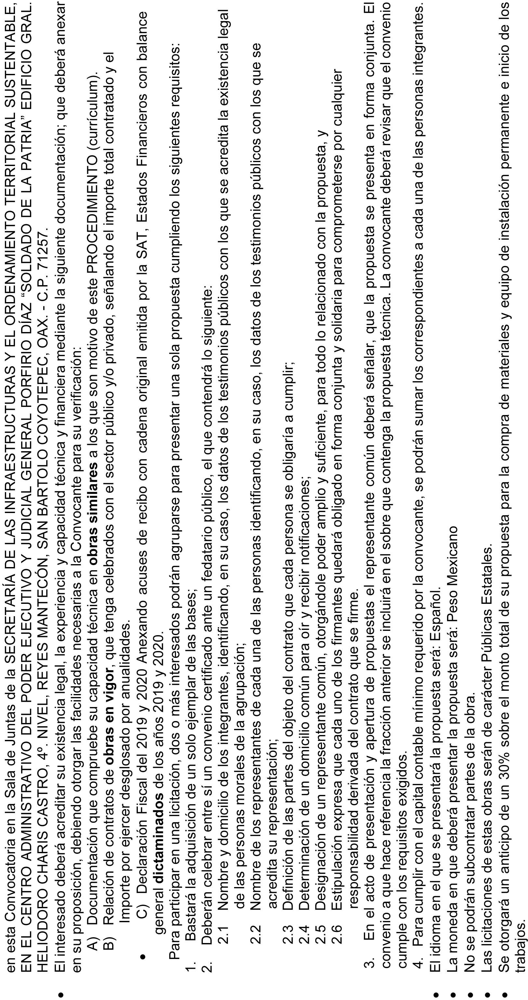 en esta Convocatoria en la Sala de Juntas de la SECRETARÍA DE LAS INFRAESTRUCTURAS Y EL ORDENAMIENTO TERRITORIAL SUSTENTABLE,
EN EL CENTRO ADMINISTRATIVO DEL PODER EJECUTIVO Y JUDICIAL GENERAL PORFIRIO DÍAZ “SOLDADO DE LA PATRIA” EDIFICIO GRAL.
HELIODORO CHARIS CASTRO, 4º. NIVEL, REYES MANTECÓN, SAN BARTOLO COYOTEPEC, OAX. - C.P. 71257.
• El interesado deberá acreditar su existencia legal, la experiencia y capacidad técnica y financiera mediante la siguiente documentación; que deberá anexar
en su proposición, debiendo otorgar las facilidades necesarias a la Convocante para su verificación:
A) Documentación que compruebe su capacidad técnica en obras similares a los que son motivo de este PROCEDIMIENTO (currículum).
B) Relación de contratos de obras en vigor, que tenga celebrados con el sector público y/o privado, señalando el importe total contratado y el
Importe por ejercer desglosado por anualidades.
• C) Declaración Fiscal del 2019 y 2020 Anexando acuses de recibo con cadena original emitida por la SAT, Estados Financieros con balance
general dictaminados de los años 2019 y 2020.
Para participar en una licitación, dos o más interesados podrán agruparse para presentar una sola propuesta cumpliendo los siguientes requisitos:
1. Bastará la adquisición de un solo ejemplar de las bases;
2. Deberán celebrar entre sí un convenio certificado ante un fedatario público, el que contendrá lo siguiente:
2.1 Nombre y domicilio de los integrantes, identificando, en su caso, los datos de los testimonios públicos con los que se acredita la existencia legal
de las personas morales de la agrupación;
2.2 Nombre de los representantes de cada una de las personas identificando, en su caso, los datos de los testimonios públicos con los que se
acredita su representación;
2.3 Definición de las partes del objeto del contrato que cada persona se obligaría a cumplir;
2.4 Determinación de un domicilio común para oír y recibir notificaciones;
2.5 Designación de un representante común, otorgándole poder amplio y suficiente, para todo lo relacionado con la propuesta, y
2.6 Estipulación expresa que cada uno de los firmantes quedará obligado en forma conjunta y solidaria para comprometerse por cualquier
responsabilidad derivada del contrato que se firme.
3. En el acto de presentación y apertura de propuestas el representante común deberá señalar, que la propuesta se presenta en forma conjunta. El
convenio a que hace referencia la fracción anterior se incluirá en el sobre que contenga la propuesta técnica. La convocante deberá revisar que el convenio
cumple con los requisitos exigidos.
4. Para cumplir con el capital contable mínimo requerido por la convocante, se podrán sumar los correspondientes a cada una de las personas integrantes.
• El idioma en el que se presentará la propuesta será: Español.
• La moneda en que deberá presentar la propuesta será: Peso Mexicano
• No se podrán subcontratar partes de la obra.
• Las licitaciones de estas obras serán de carácter Públicas Estatales.
• Se otorgará un anticipo de un 30% sobre el monto total de su propuesta para la compra de materiales y equipo de instalación permanente e inicio de los
trabajos.